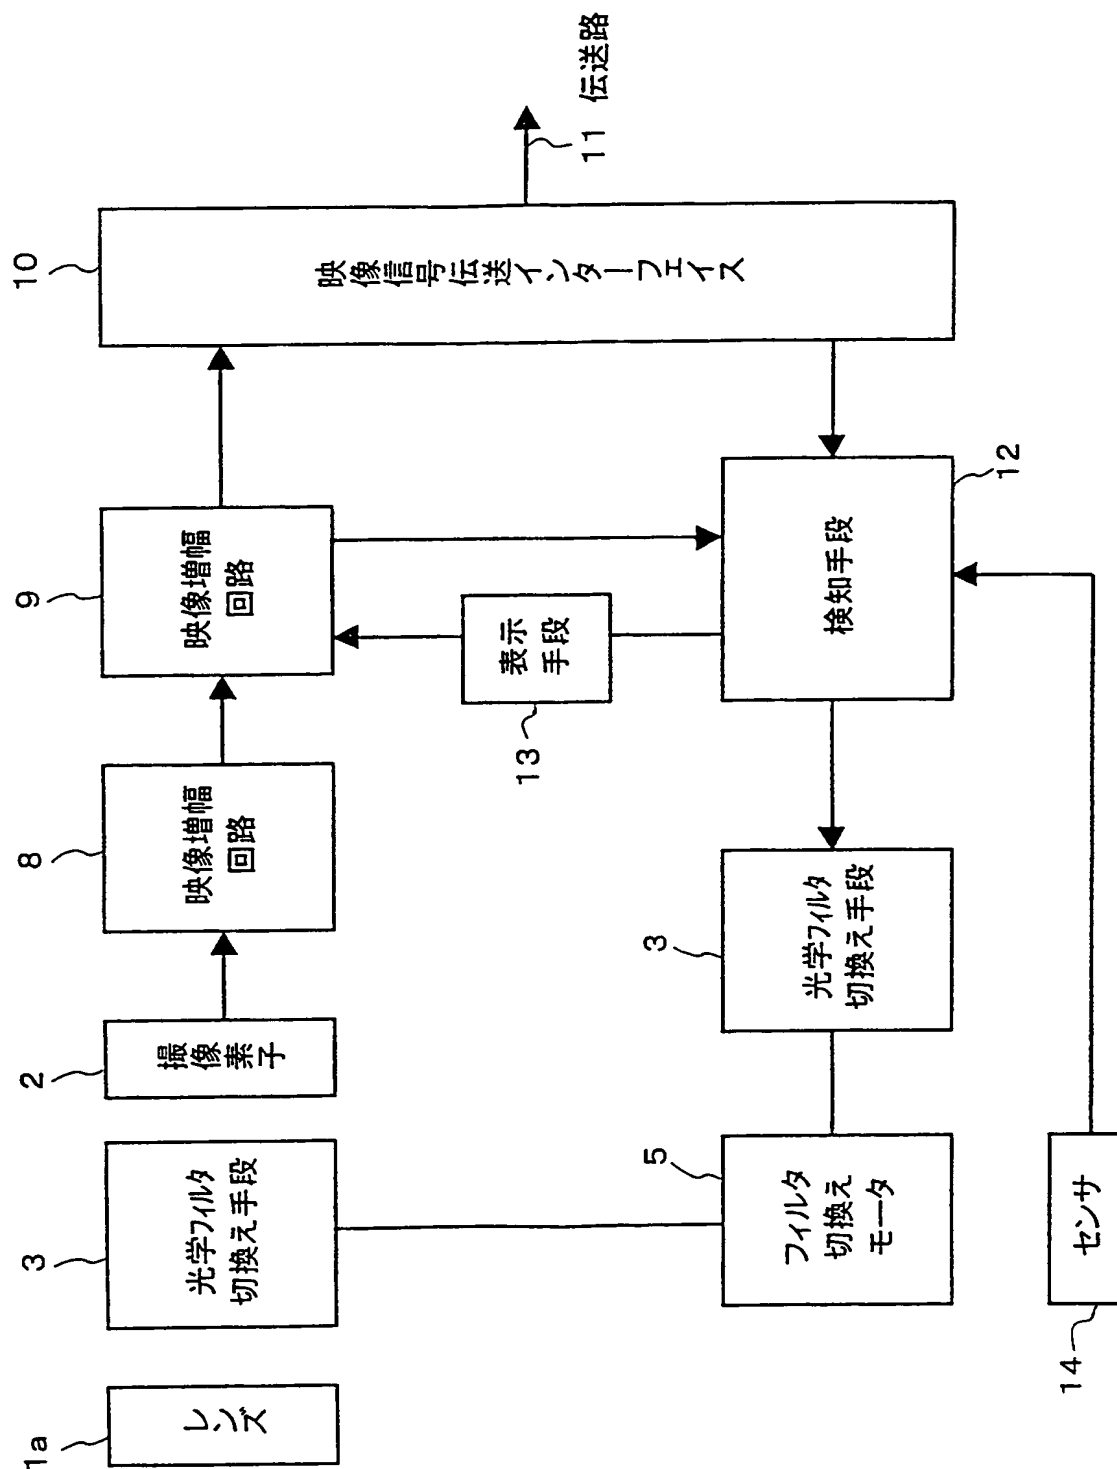 1a
レンズ
3
光学フィルタ
切換え手段
2
撮像
素子
8
映像増幅
回路
9
映像増幅
回路
10
映像信号伝送インターフェイス
11
伝送路
5
フィルタ
切換え
モータ
3
光学フィルタ
切換え手段
13
表示
手段
検知手段
12
14
センサ